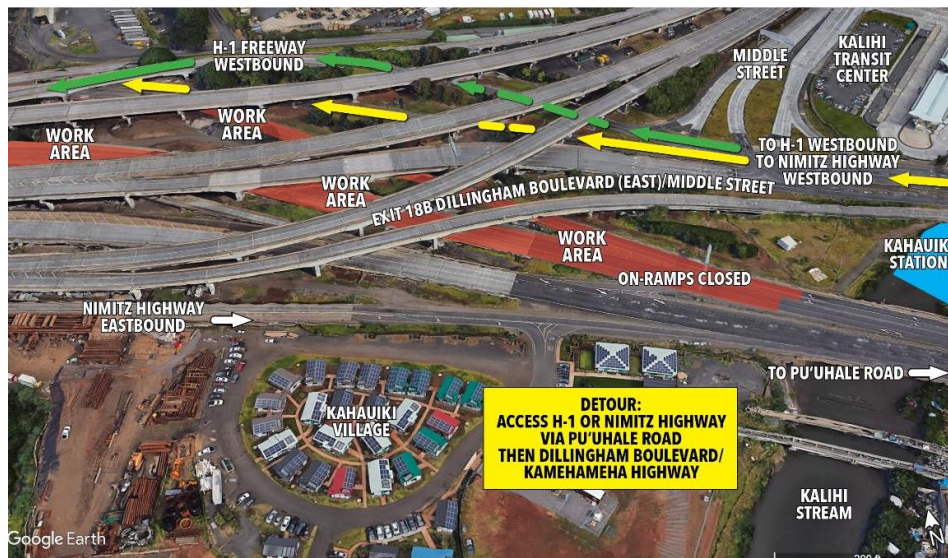 H-1 FREEWAY
WESTBOUND
MIDDLE
STREET
KALIHI
TRANSIT
CENTER
WORK
AREA
WORK
AREA
TO H-1 WESTBOUND
TO NIMITZ HIGHWAY
WESTBOUND
WORK
AREA
EXIT 18B DILLINGHAM BOULEVARD (EAST)/MIDDLE STREET
WORK
AREA
KAHAUIKI
STATION
ON-RAMPS CLOSED
NIMITZ HIGHWAY
EASTBOUND
TO PU'UHALE ROAD
KAHAUIKI
VILLAGE
DETOUR:
ACCESS H-1 OR NIMITZ HIGHWAY
VIA PU'UHALE ROAD
THEN DILLINGHAM BOULEVARD/
KAMEHAMEHA HIGHWAY
KALIHI
STREAM
Google Earth
N